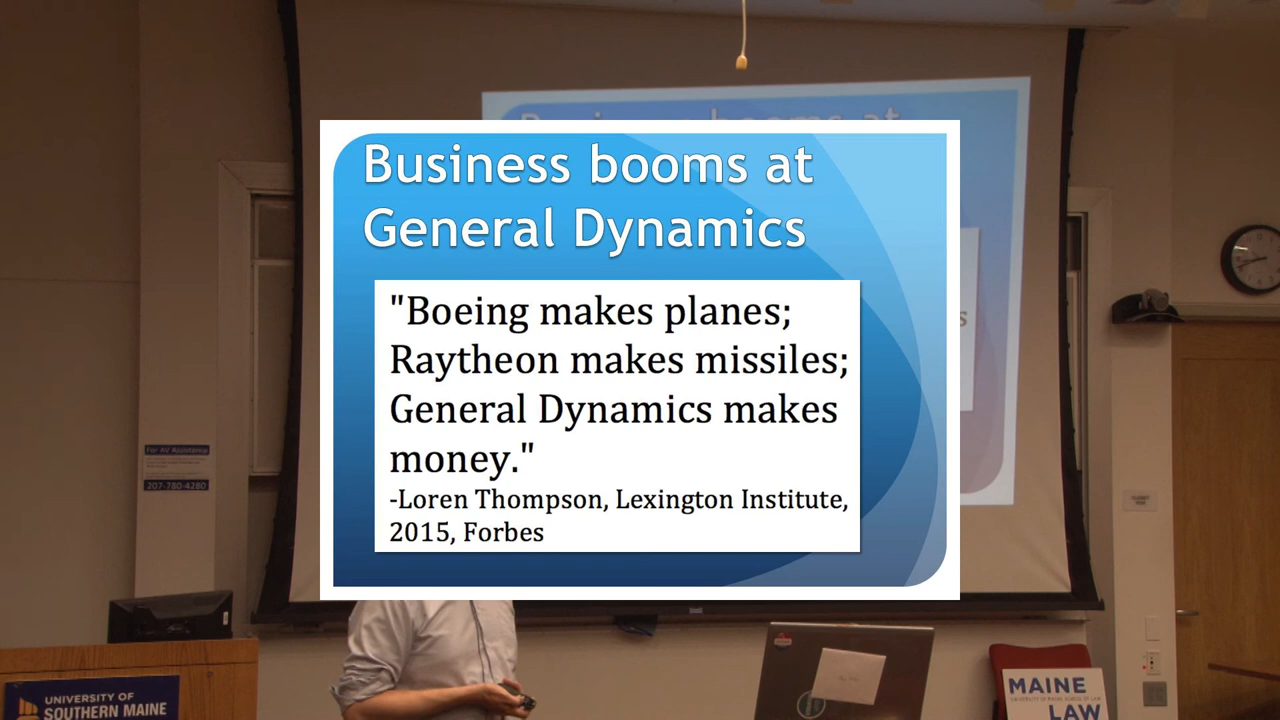 Business booms at
General Dynamics
"Boeing makes planes;
Raytheon makes missiles;
General Dynamics makes
money."
-Loren Thompson, Lexington Institute,
2015, Forbes
For AV Assistance
207-780-4280
UNIVERSITY OF
SOUTHERN MAINE
MAINE
LAW